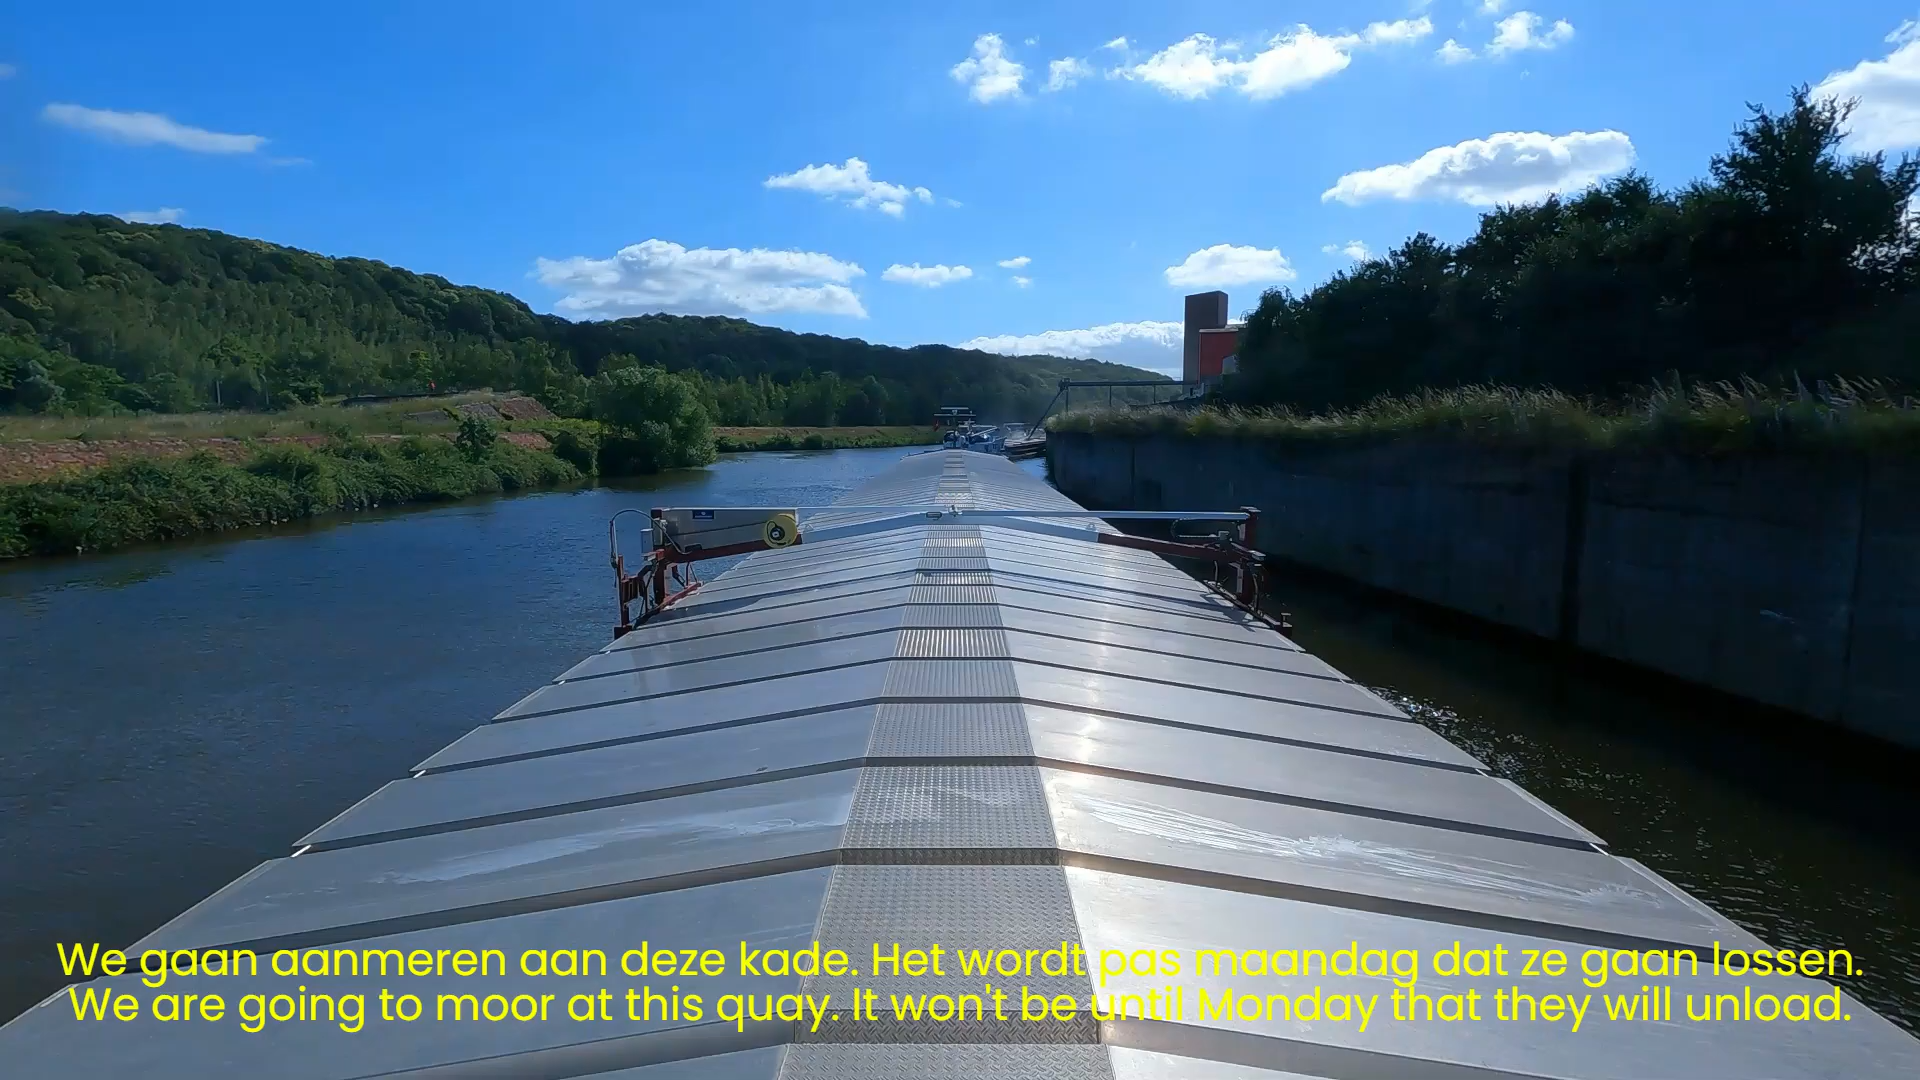 We gaan aanmeren aan deze kade. Het wordt pas maandag dat ze gaan lossen.
We are going to moor at this quay. It won't be until Monday that they will unload.